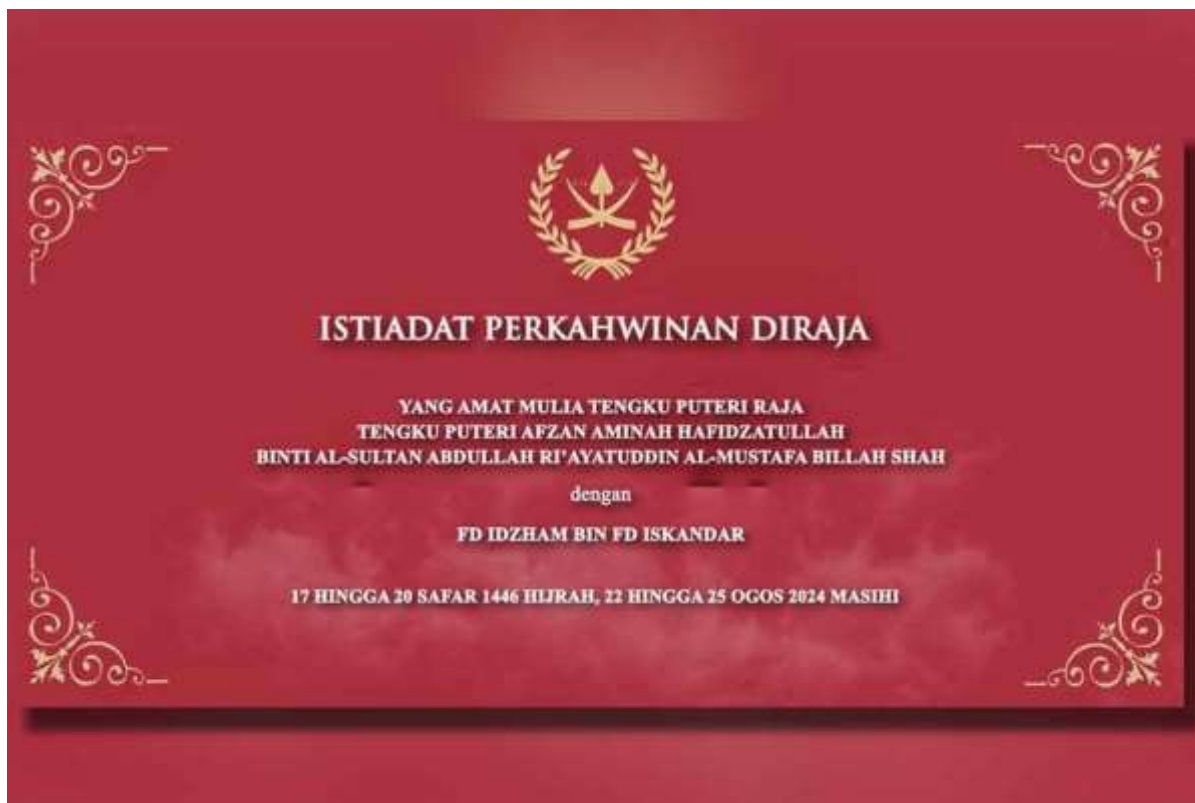 ISTIADAT PERKAHWINAN DIRAJA
YANG AMAT MULIA TENGKU PUTERI RAJA
TENGKU PUTERI AFZAN AMINAH HAFIDZATULLAH
BINTI AL-SULTAN ABDULLAH RI'AYATUDDIN AL-MUSTAFA BILLAH SHAH
dengan
FD IDZHAM BIN FD ISKANDAR
17 HINGGA 20 SAFAR 1446 HIJRAH, 22 HINGGA 25 OGOS 2024 MASIHI